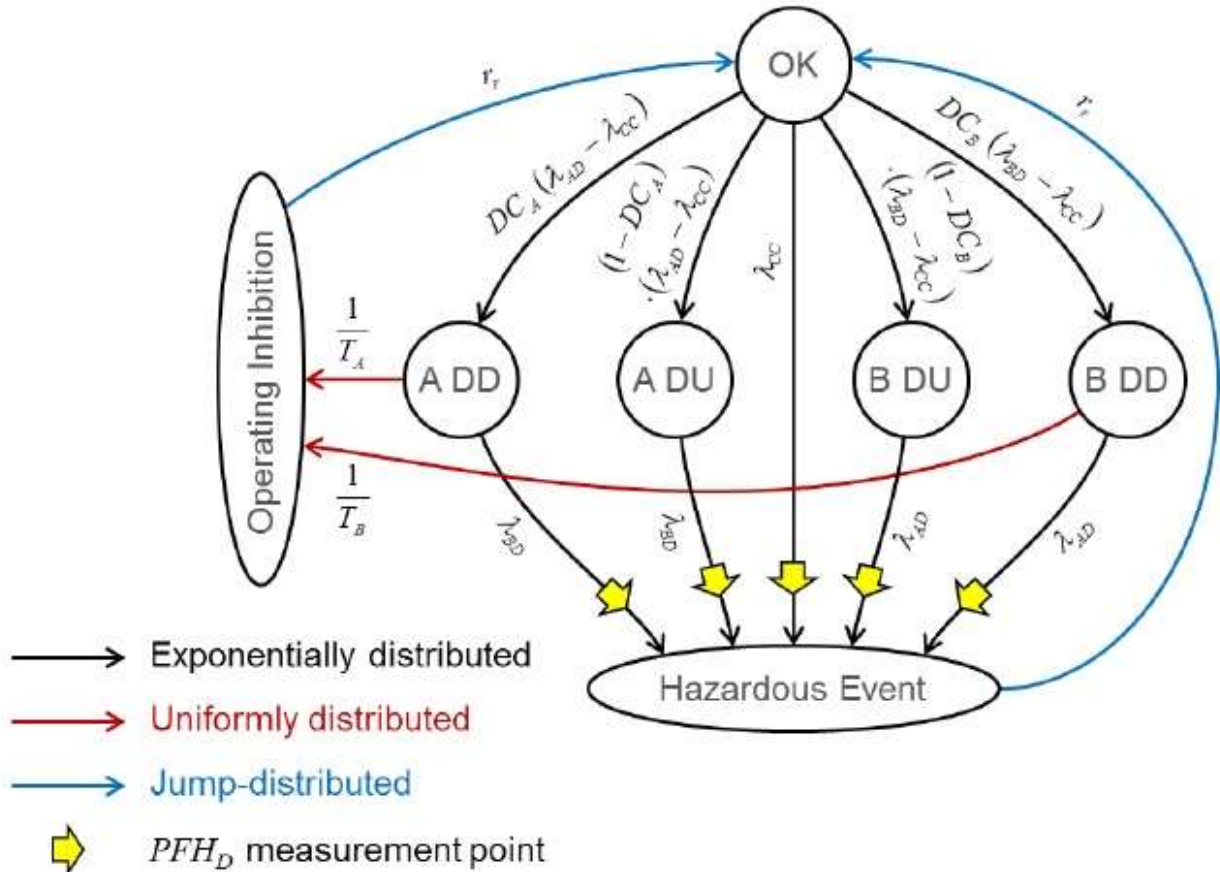 OK
r_r
r_r
DC_A (λ_AD − λ_CC)
(1 − DC_A)
·(λ_AD − λ_CC)
λ_CC
(1 − DC_B)
·(λ_BD − λ_CC)
DC_B (λ_BD − λ_CC)
Operating Inhibition
1
T_A
A DD
A DU
B DU
B DD
1
T_B
λ_BD
λ_BD
λ_AD
λ_AD
Hazardous Event
Exponentially distributed
Uniformly distributed
Jump-distributed
PFH_D measurement point